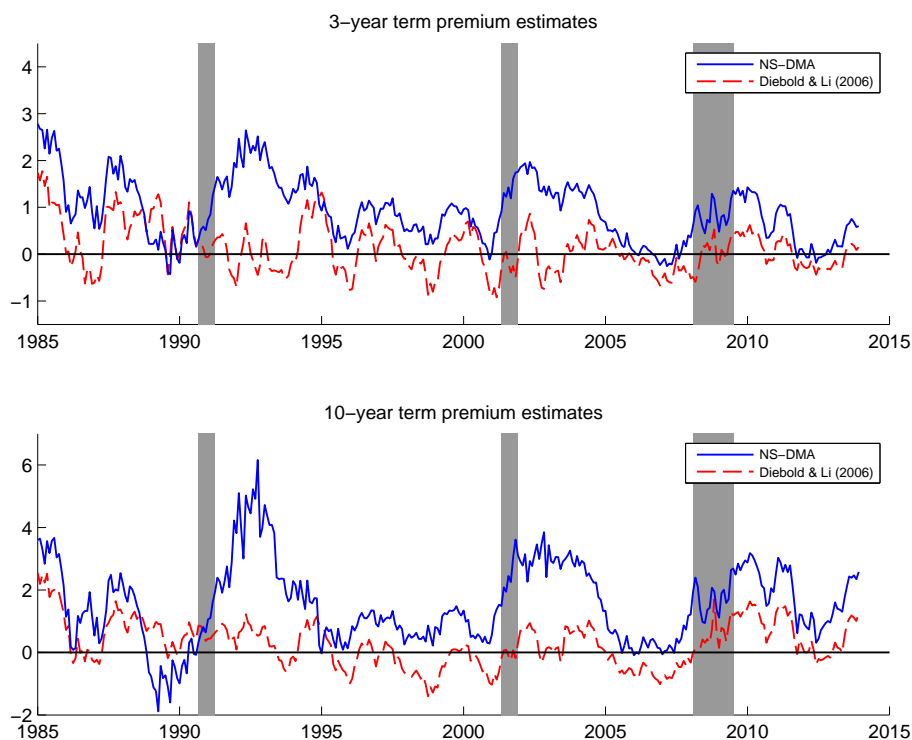 3−year term premium estimates
4
3
2
1
0
−1
NS−DMA
Diebold & Li (2006)
1985 1990 1995 2000 2005 2010 2015
10−year term premium estimates
6
4
2
0
−2
NS−DMA
Diebold & Li (2006)
1985 1990 1995 2000 2005 2010 2015